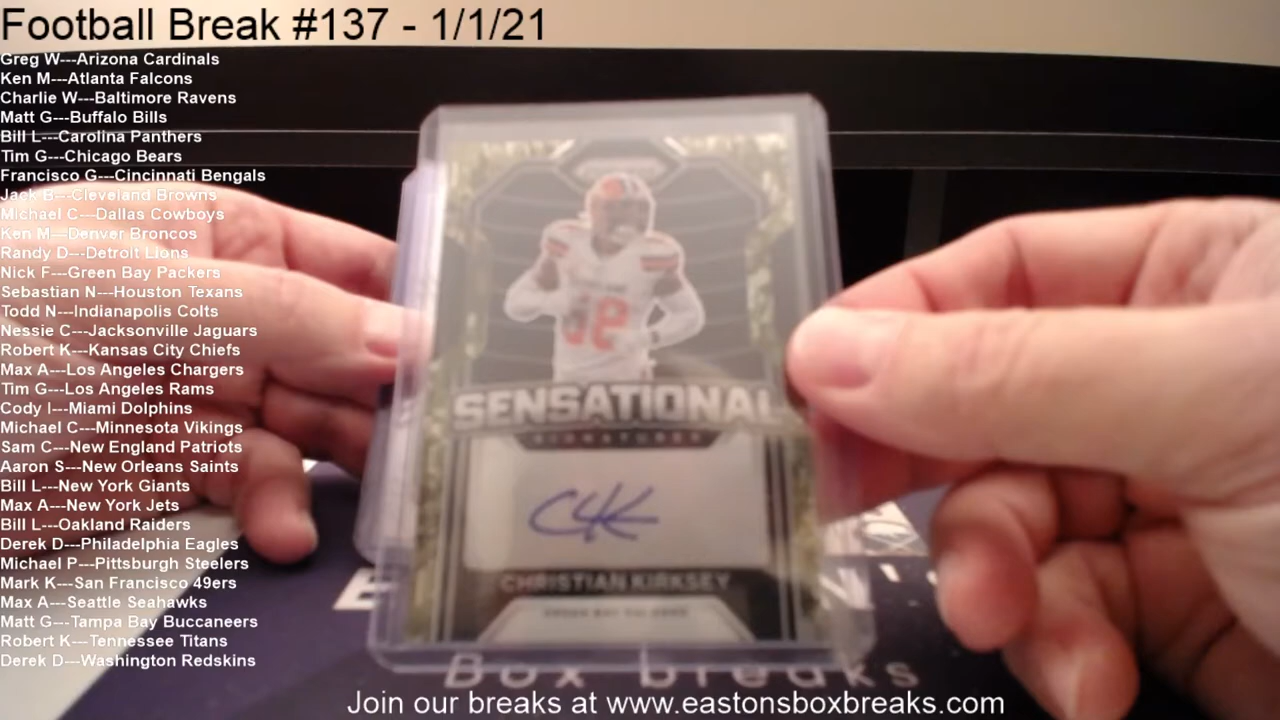 Football Break #137 - 1/1/21
Greg W---Arizona Cardinals
Ken M---Atlanta Falcons
Charlie W---Baltimore Ravens
Matt G---Buffalo Bills
Bill L---Carolina Panthers
Tim G---Chicago Bears
Francisco G---Cincinnati Bengals
Jack B---Cleveland Browns
Michael C---Dallas Cowboys
Ken M---Denver Broncos
Randy D---Detroit Lions
Nick F---Green Bay Packers
Sebastian N---Houston Texans
Todd N---Indianapolis Colts
Nessie C---Jacksonville Jaguars
Robert K---Kansas City Chiefs
Max A---Los Angeles Chargers
Tim G---Los Angeles Rams
Cody I---Miami Dolphins
Michael C---Minnesota Vikings
Sam C---New England Patriots
Aaron S---New Orleans Saints
Bill L---New York Giants
Max A---New York Jets
Bill L---Oakland Raiders
Derek D---Philadelphia Eagles
Michael P---Pittsburgh Steelers
Mark K---San Francisco 49ers
Max A---Seattle Seahawks
Matt G---Tampa Bay Buccaneers
Robert K---Tennessee Titans
Derek D---Washington Redskins
SENSATIONAL
SIGNATURES
CHRISTIAN KIRKSEY
GREEN BAY PACKERS
Box breaks
Join our breaks at www.eastonsboxbreaks.com